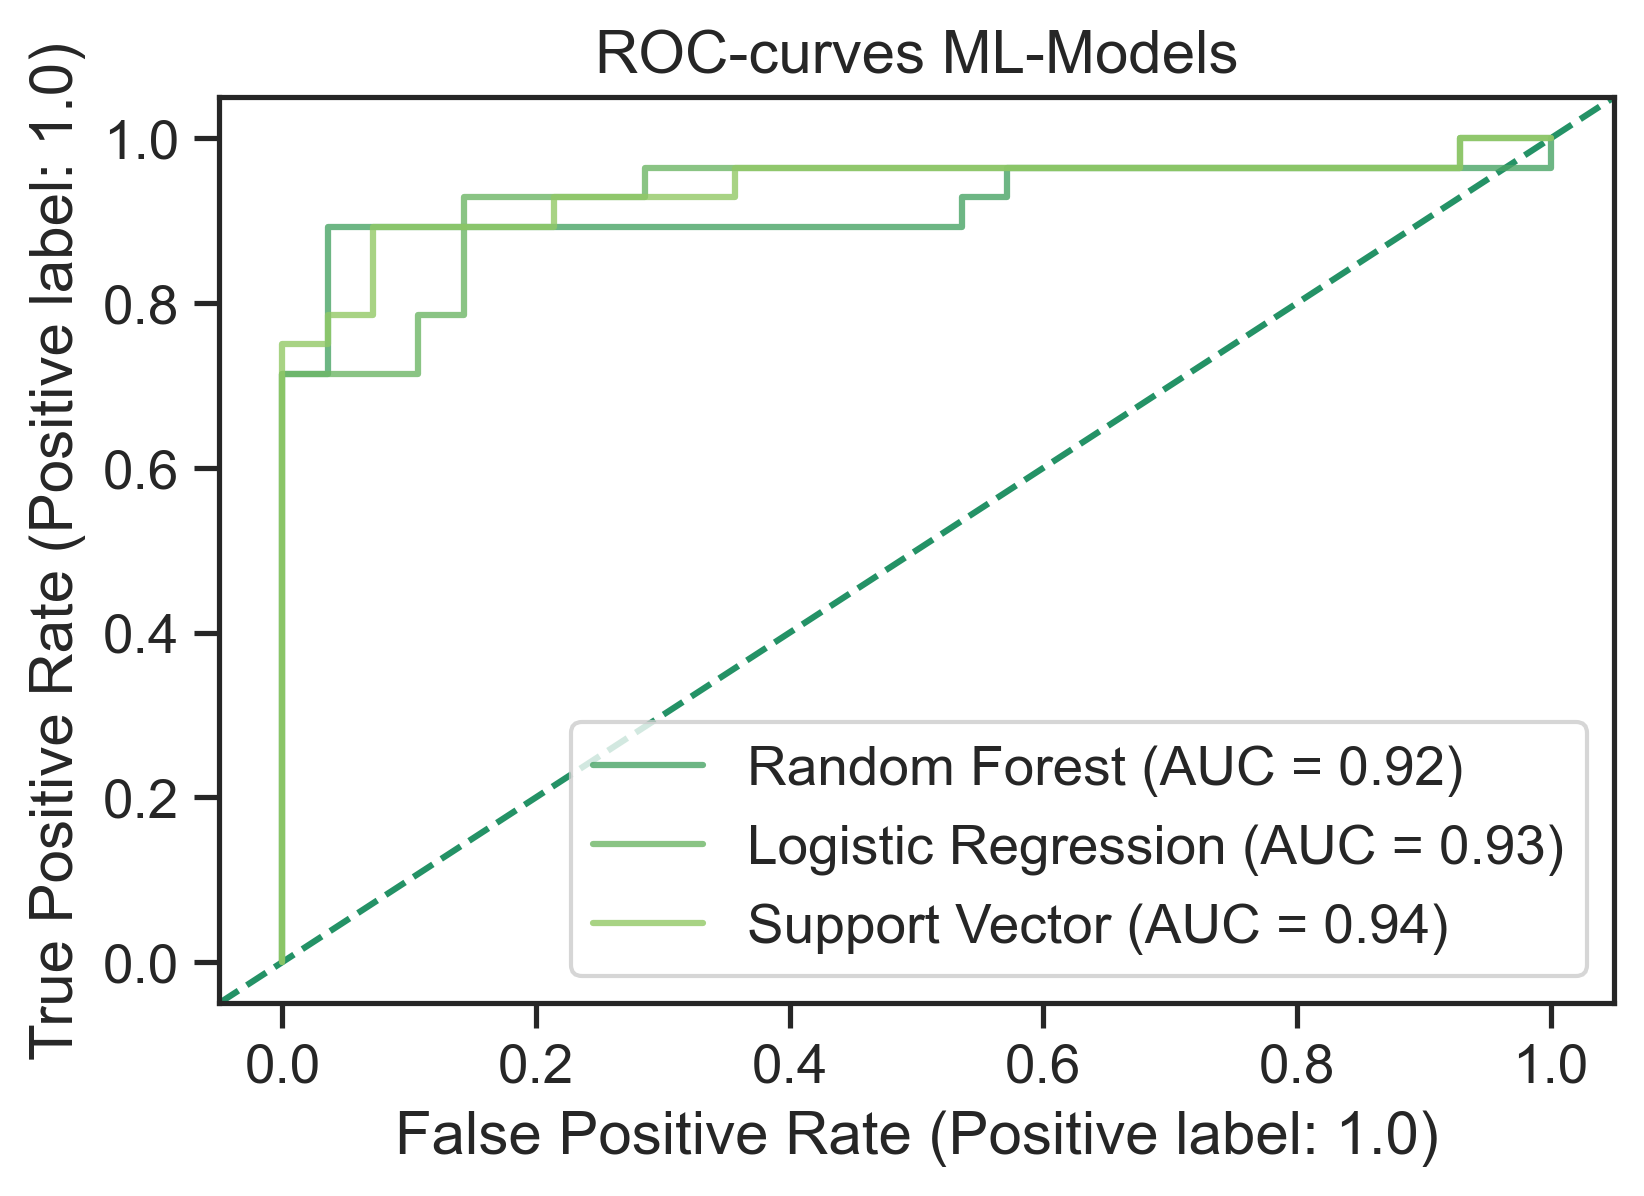 ROC-curves ML-Models
True Positive Rate (Positive label: 1.0)
1.0
0.8
0.6
0.4
0.2
0.0
Random Forest (AUC = 0.92)
Logistic Regression (AUC = 0.93)
Support Vector (AUC = 0.94)
0.0 0.2 0.4 0.6 0.8 1.0
False Positive Rate (Positive label: 1.0)